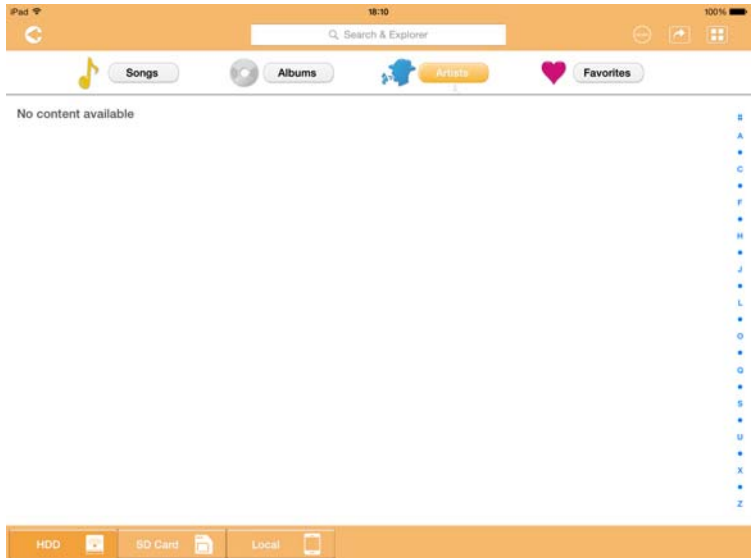 iPad 18:10 100%
Search & Explorer
Songs Albums Artists Favorites
No content available
#
A
C
F
H
J
L
O
Q
S
U
X
Z
HDD SD Card Local